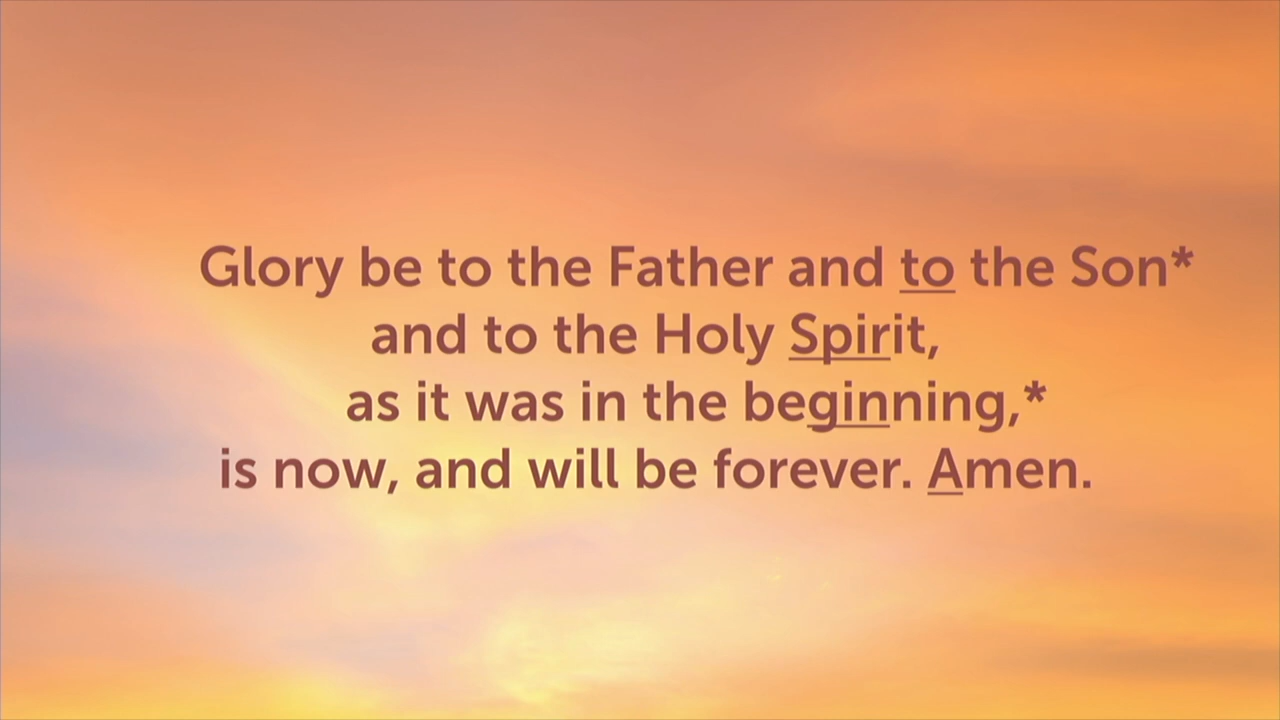 Glory be to the Father and to the Son*
and to the Holy Spirit,
as it was in the beginning,*
is now, and will be forever. Amen.